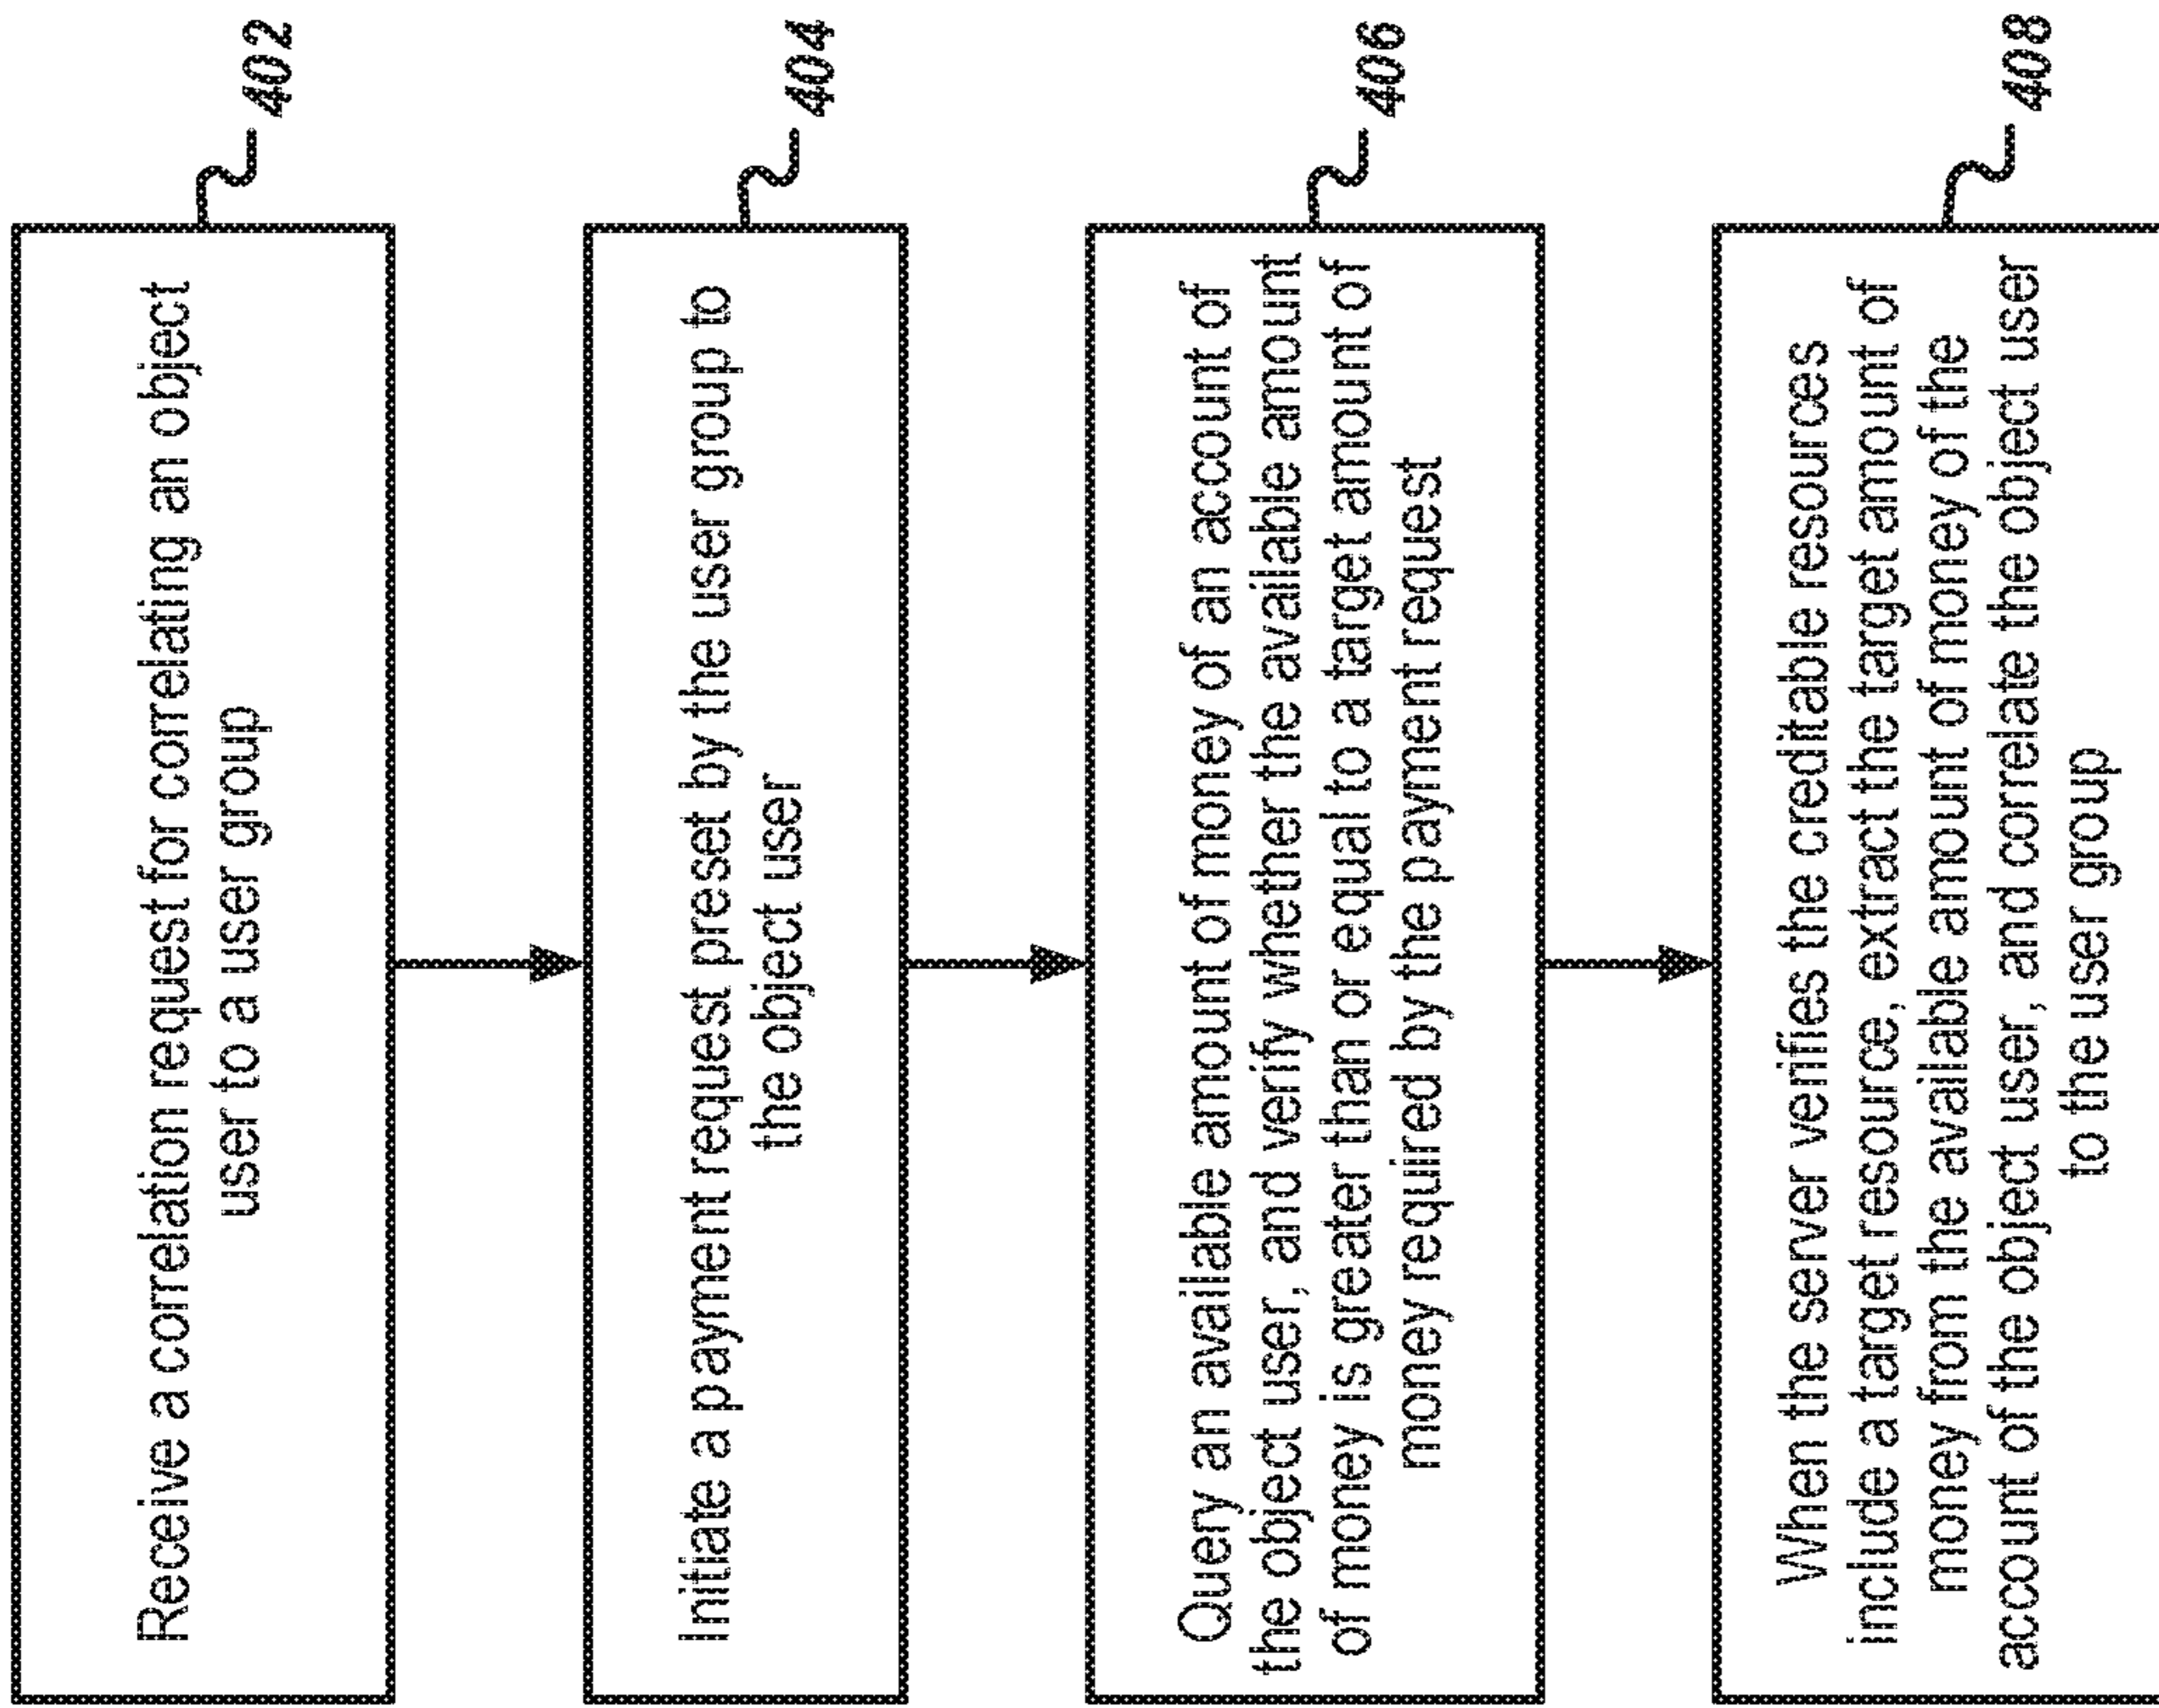 Receive a correlation request for correlating an object
user to a user group
402
Initiate a payment request preset by the user group to
the object user
404
Query an available amount of money of an account of
the object user, and verify whether the available amount
of money is greater than or equal to a target amount of
money required by the payment request
406
When the server verifies the creditable resources
include a target resource, extract the target amount of
money from the available amount of money of the
account of the object user, and correlate the object user
to the user group
408